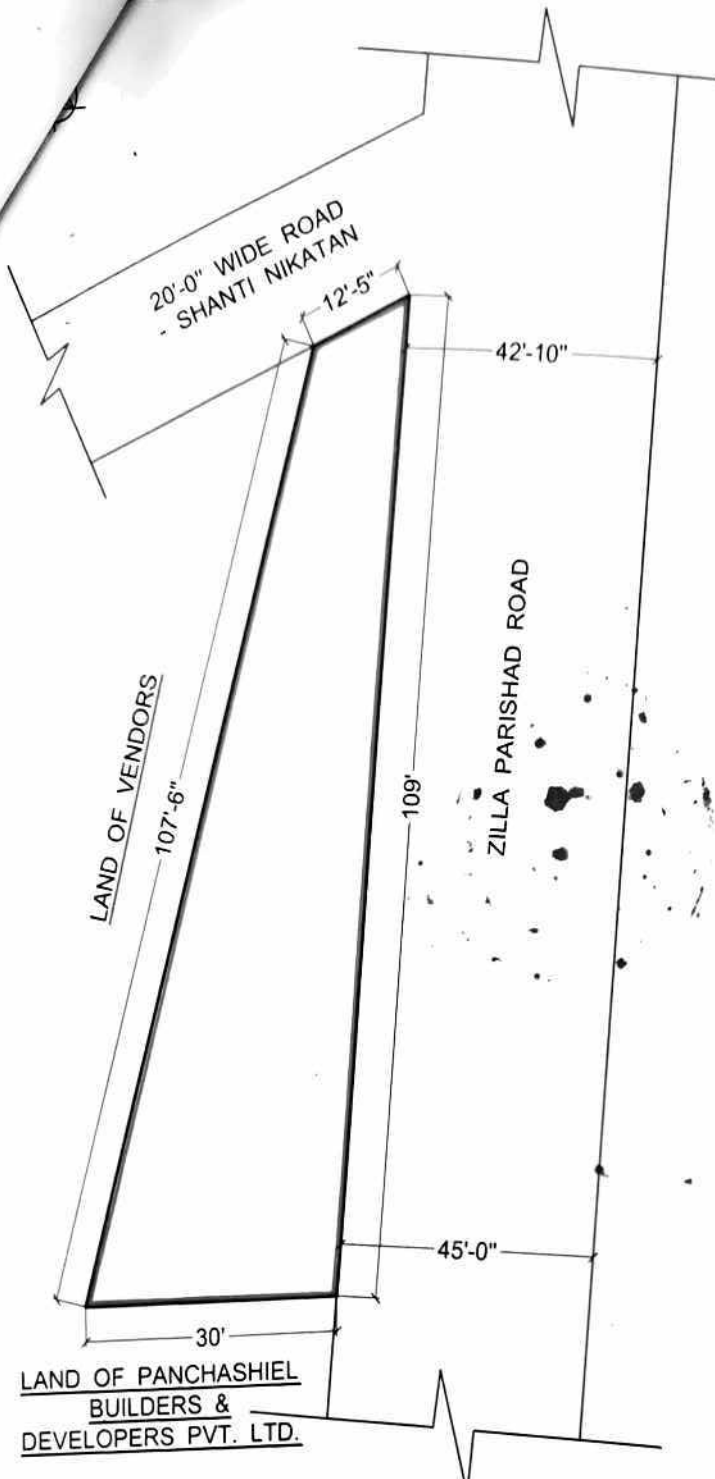 20'-0" WIDE ROAD
- SHANTI NIKATAN
12'-5"
42'-10"
ZILLA PARISHAD ROAD
LAND OF VENDORS
107'-6"
109'
45'-0"
30'
LAND OF PANCHASHIEL
BUILDERS &
DEVELOPERS PVT. LTD.